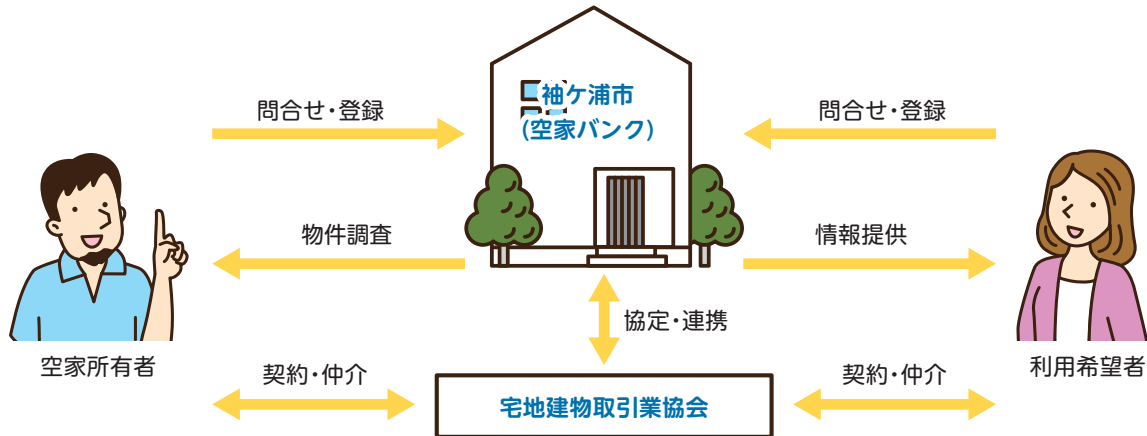 袖ケ浦市
(空家バンク)
問合せ・登録
問合せ・登録
物件調査
情報提供
協定・連携
空家所有者
利用希望者
契約・仲介
契約・仲介
宅地建物取引業協会